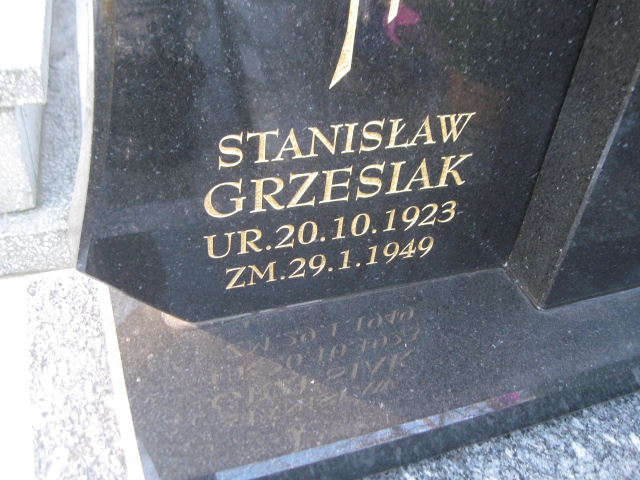 STANISŁAW
GRZESIAK
UR.20.10.1923
ZM.29.1.1949